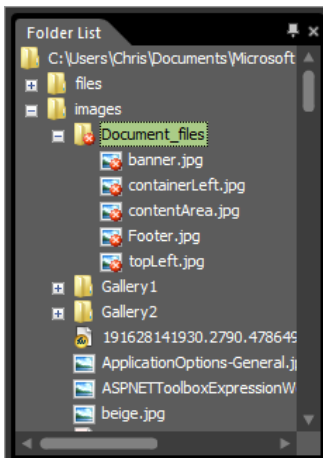 Folder List
C:\Users\Chris\Documents\Microsoft
files
images
Document_files
banner.jpg
containerLeft.jpg
contentArea.jpg
Footer.jpg
topLeft.jpg
Gallery1
Gallery2
191628141930.2790.478649
ApplicationOptions-General.j
ASPNETToolboxExpressionW
beige.jpg